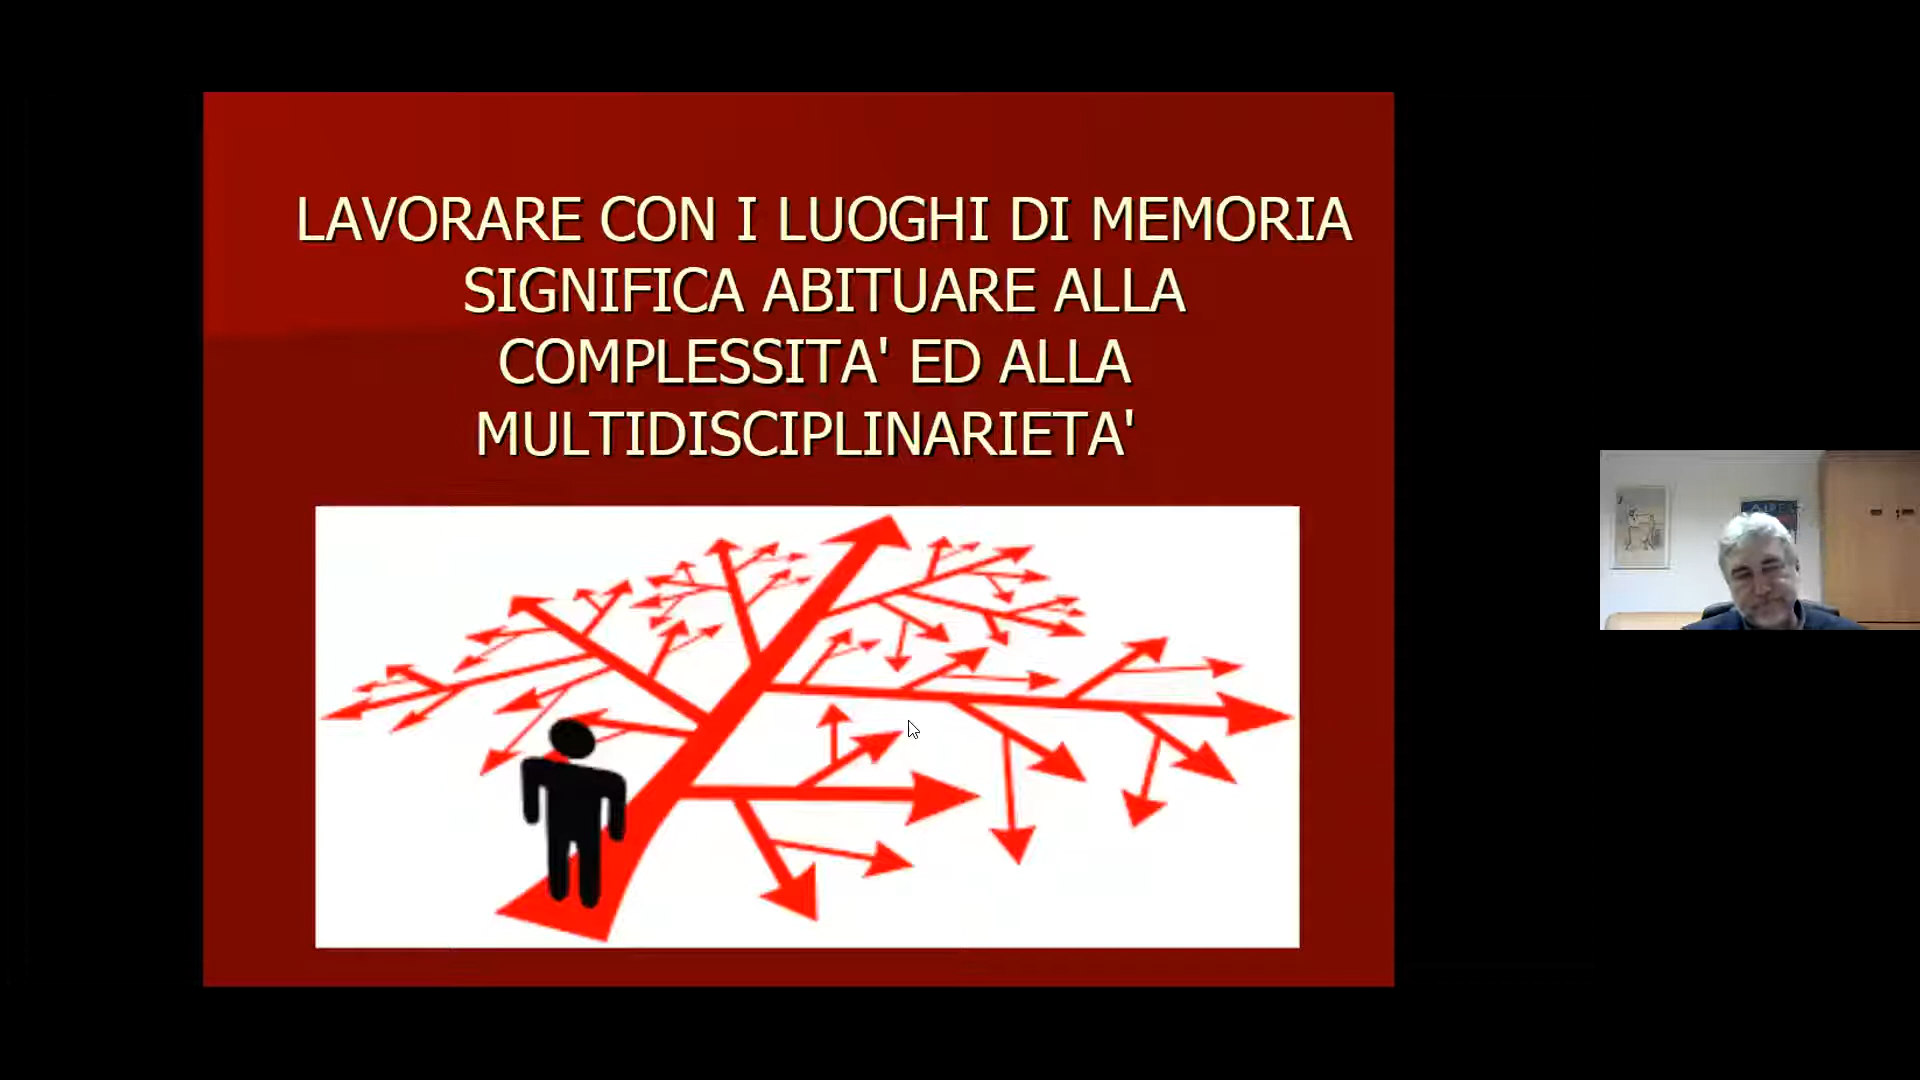 LAVORARE CON I LUOGHI DI MEMORIA
SIGNIFICA ABITUARE ALLA
COMPLESSITA' ED ALLA
MULTIDISCIPLINARIETA'